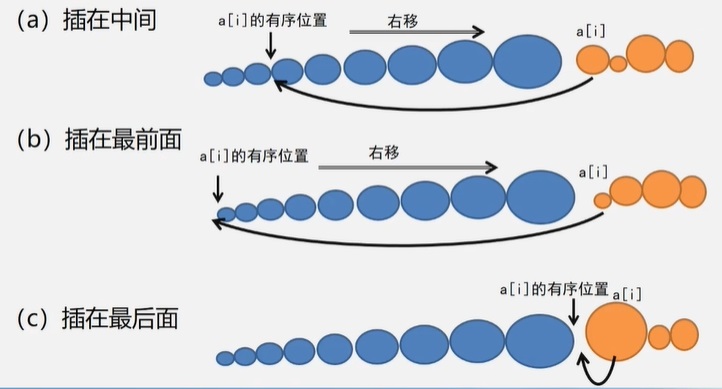 （a）插在中间
a[i]的有序位置
右移
a[i]
（b）插在最前面
a[i]的有序位置
右移
a[i]
（c）插在最后面
a[i]的有序位置
a[i]